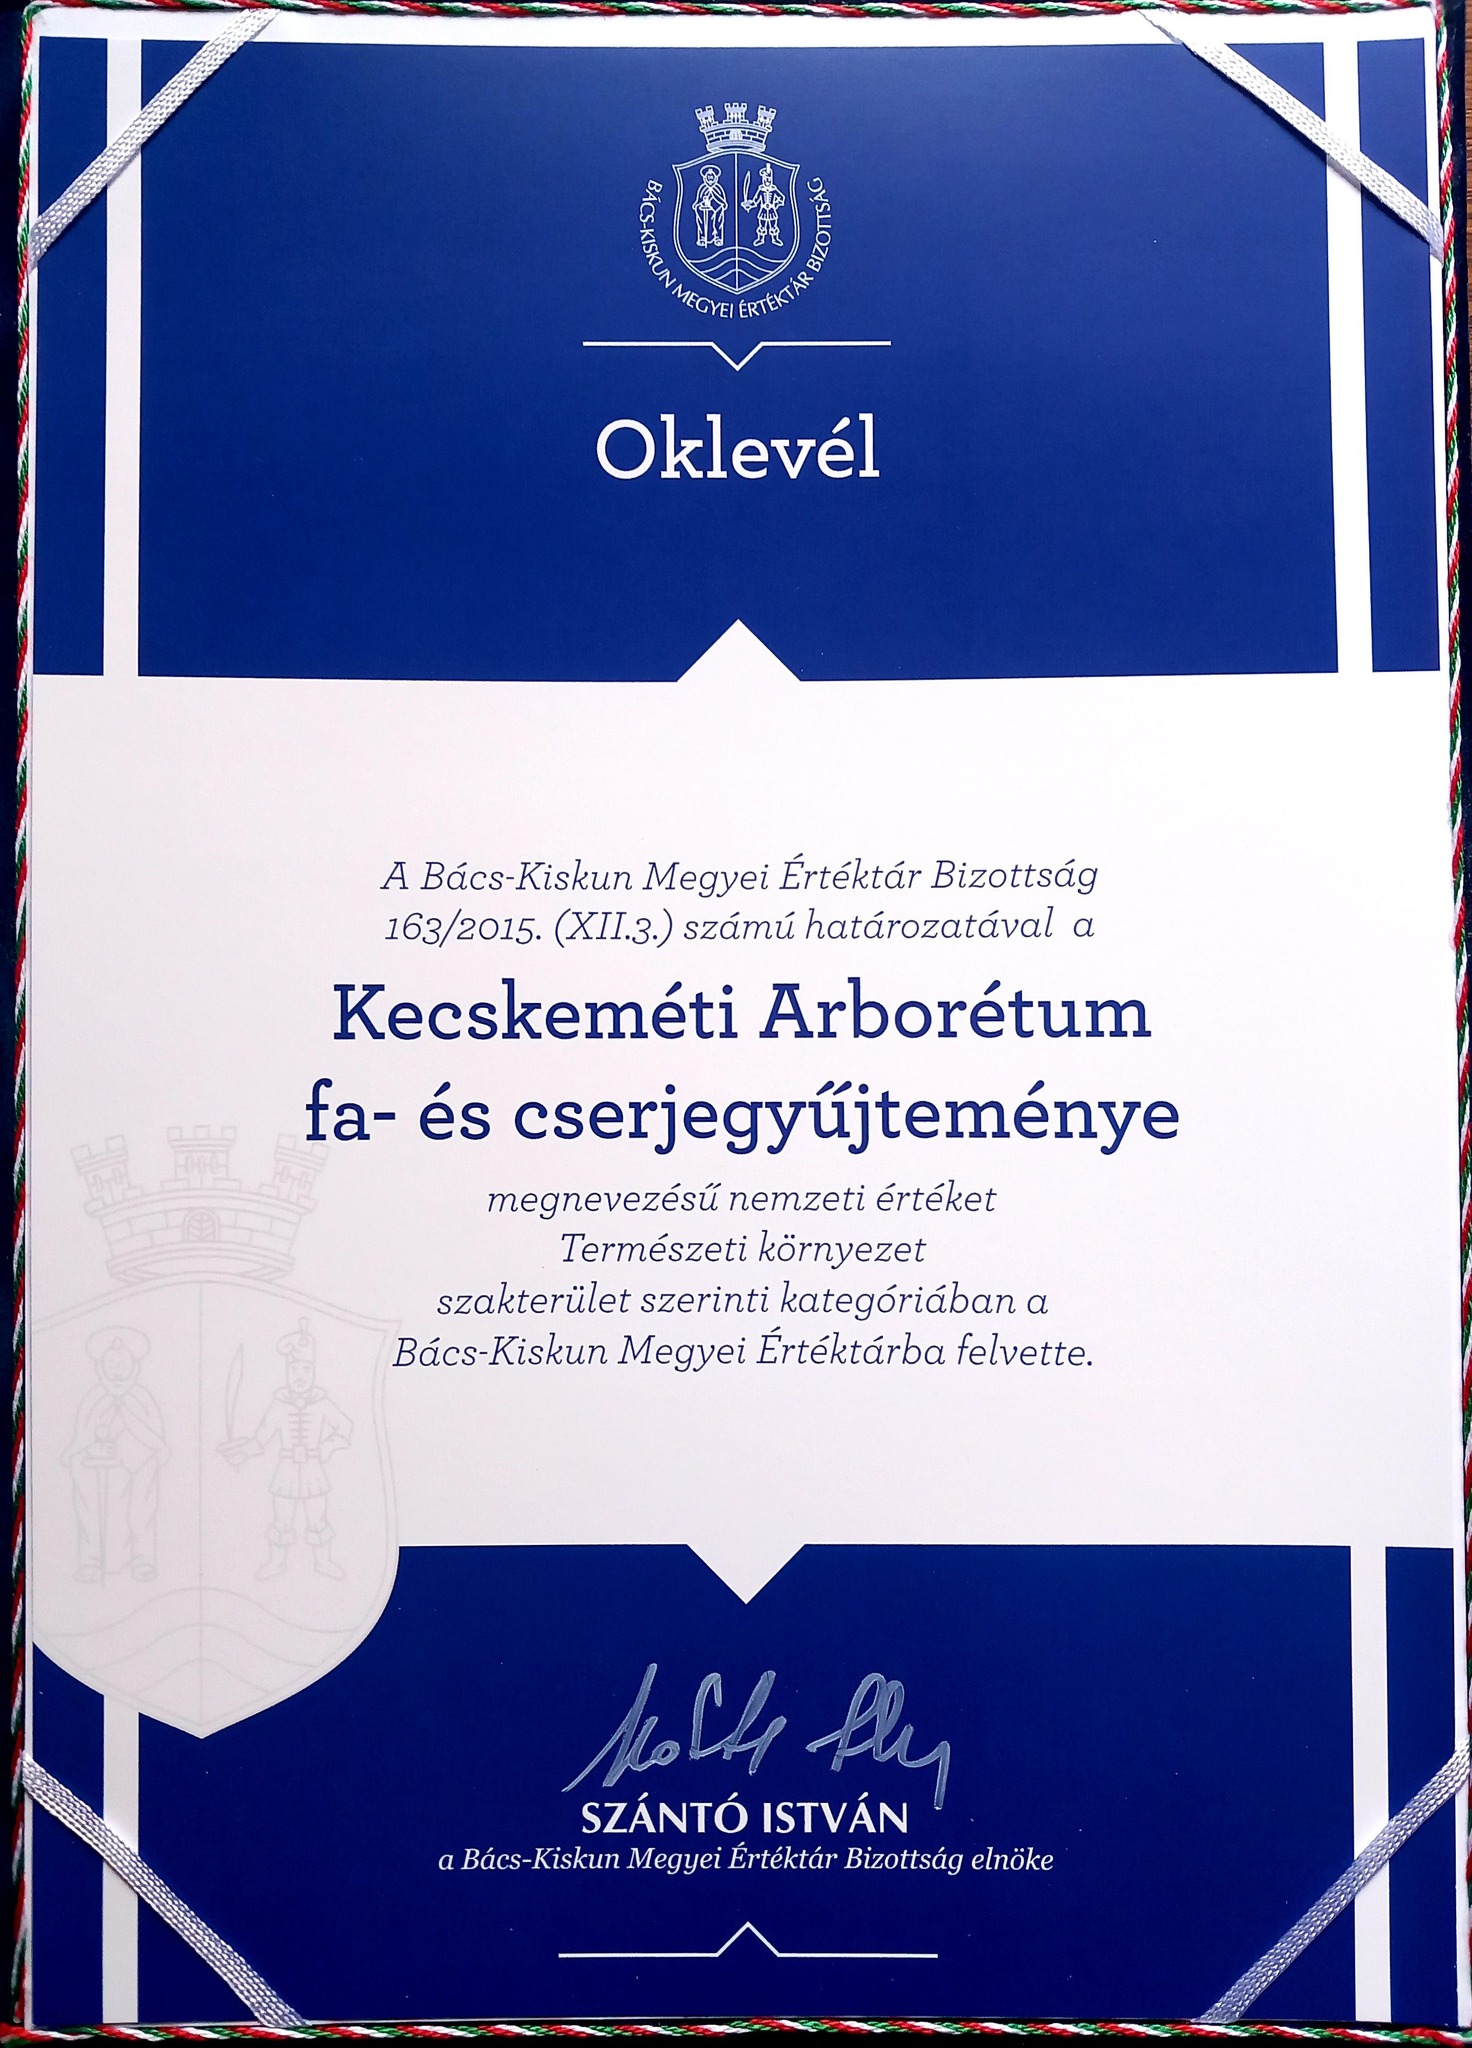 BÁCS-KISKUN MEGYEI ÉRTÉKTÁR BIZOTTSÁG
Oklevél
A Bács-Kiskun Megyei Értéktár Bizottság
163/2015. (XII.3.) számú határozatával a
Kecskeméti Arborétum
fa- és cserjegyűjteménye
megnevezésű nemzeti értéket
Természeti környezet
szakterület szerinti kategóriában a
Bács-Kiskun Megyei Értéktárba felvette.
SZÁNTÓ ISTVÁN
a Bács-Kiskun Megyei Értéktár Bizottság elnöke